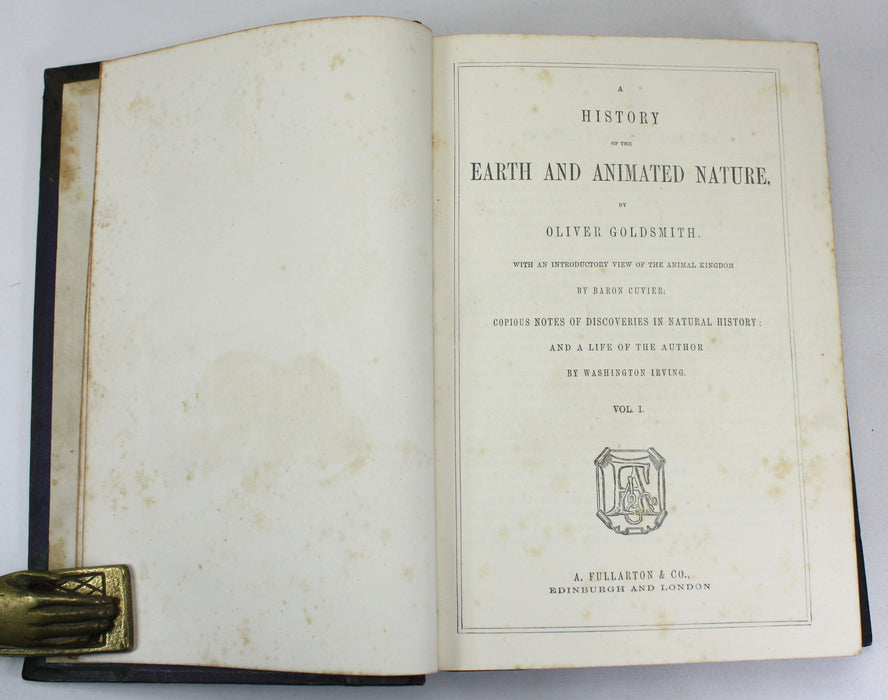 A
HISTORY
OF THE
EARTH AND ANIMATED NATURE,
BY
OLIVER GOLDSMITH.
WITH AN INTRODUCTORY VIEW OF THE ANIMAL KINGDOM
BY BARON CUVIER;
COPIOUS NOTES OF DISCOVERIES IN NATURAL HISTORY:
AND A LIFE OF THE AUTHOR
BY WASHINGTON IRVING.
VOL. I.
A. FULLARTON & CO.,
EDINBURGH AND LONDON